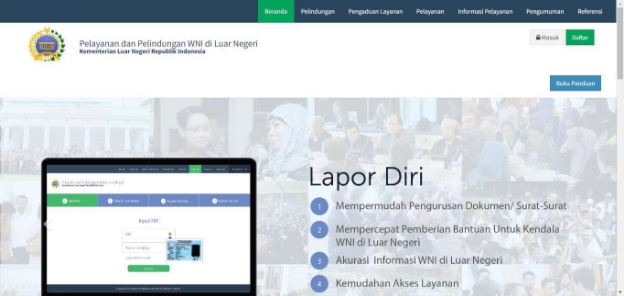 Beranda Pelindungan Pengaduan Layanan Pelayanan Informasi Pelayanan Pengumuman Referensi
Pelayanan dan Pelindungan WNI di Luar Negeri
Kementerian Luar Negeri Republik Indonesia
Masuk Daftar
Buku Panduan
Lapor Diri
1 Mempermudah Pengurusan Dokumen/ Surat-Surat
2 Mempercepat Pemberian Bantuan Untuk Kendala
WNI di Luar Negeri
3 Akurasi Informasi WNI di Luar Negeri
4 Kemudahan Akses Layanan
Input NIK